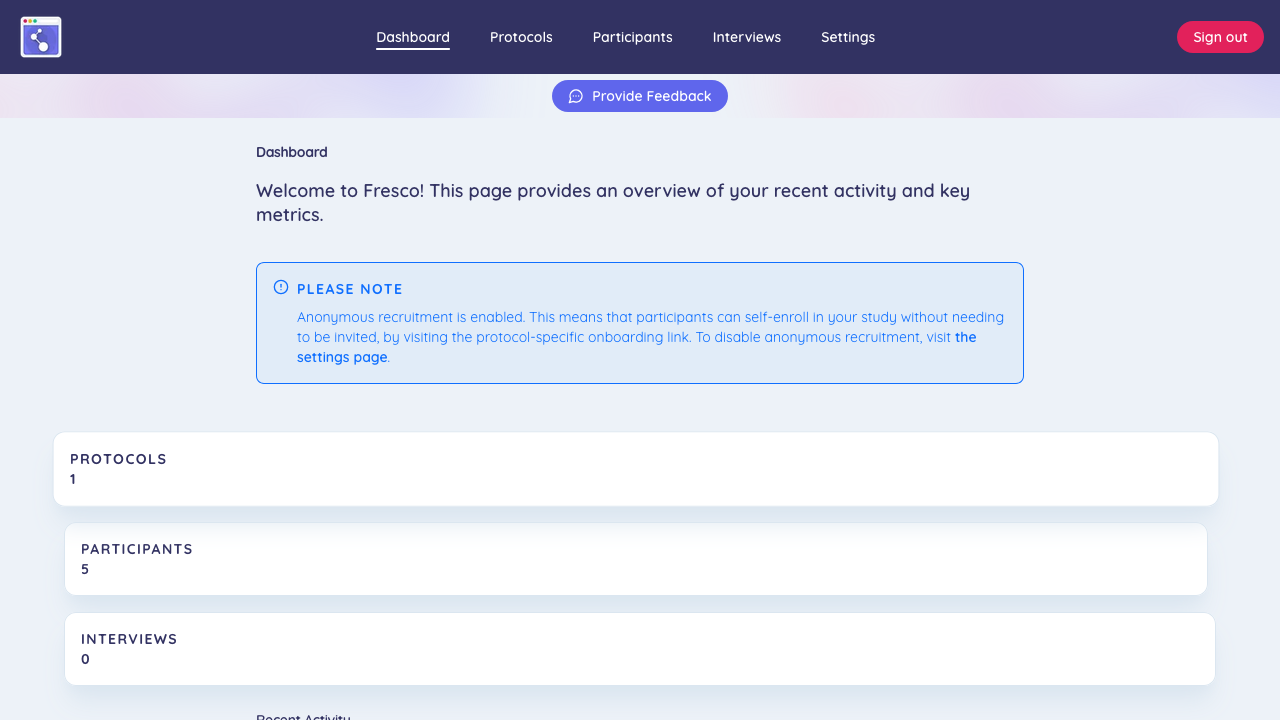 Dashboard
Protocols
Participants
Interviews
Settings
Sign out
Provide Feedback
Dashboard
Welcome to Fresco! This page provides an overview of your recent activity and key
metrics.
PLEASE NOTE
Anonymous recruitment is enabled. This means that participants can self-enroll in your study without needing
to be invited, by visiting the protocol-specific onboarding link. To disable anonymous recruitment, visit the
settings page.
PROTOCOLS
1
PARTICIPANTS
5
INTERVIEWS
0
Recent Activity